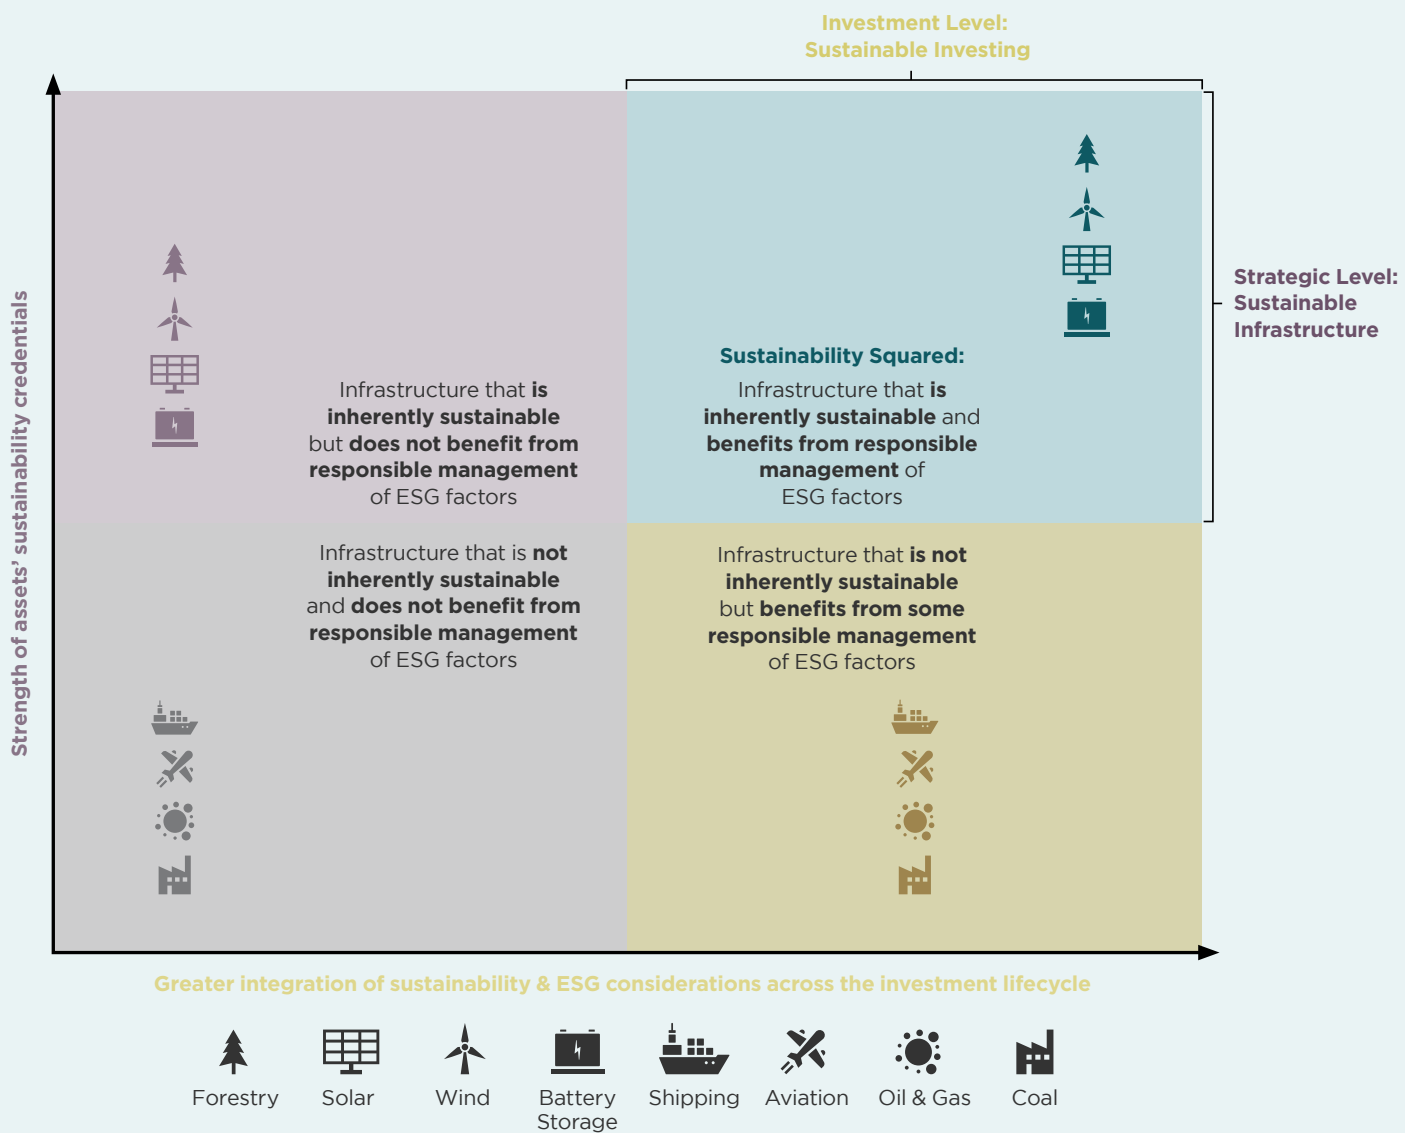 Investment Level:
Sustainable Investing
Strategic Level:
Sustainable
Infrastructure
Strength of assets’ sustainability credentials
Infrastructure that is
inherently sustainable
but does not benefit from
responsible management
of ESG factors
Sustainability Squared:
Infrastructure that is
inherently sustainable and
benefits from responsible
management of
ESG factors
Infrastructure that is not
inherently sustainable
and does not benefit from
responsible management
of ESG factors
Infrastructure that is not
inherently sustainable
but benefits from some
responsible management
of ESG factors
Greater integration of sustainability & ESG considerations across the investment lifecycle
Forestry
Solar
Wind
Battery
Storage
Shipping
Aviation
Oil & Gas
Coal